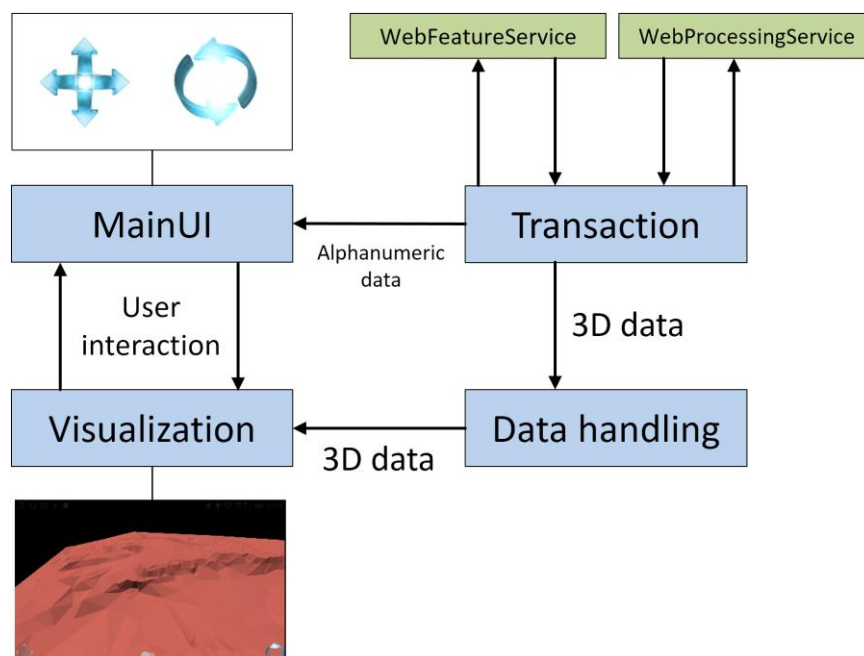 WebFeatureService
WebProcessingService
MainUI
Transaction
Alphanumeric
data
User
interaction
3D data
Visualization
Data handling
3D data